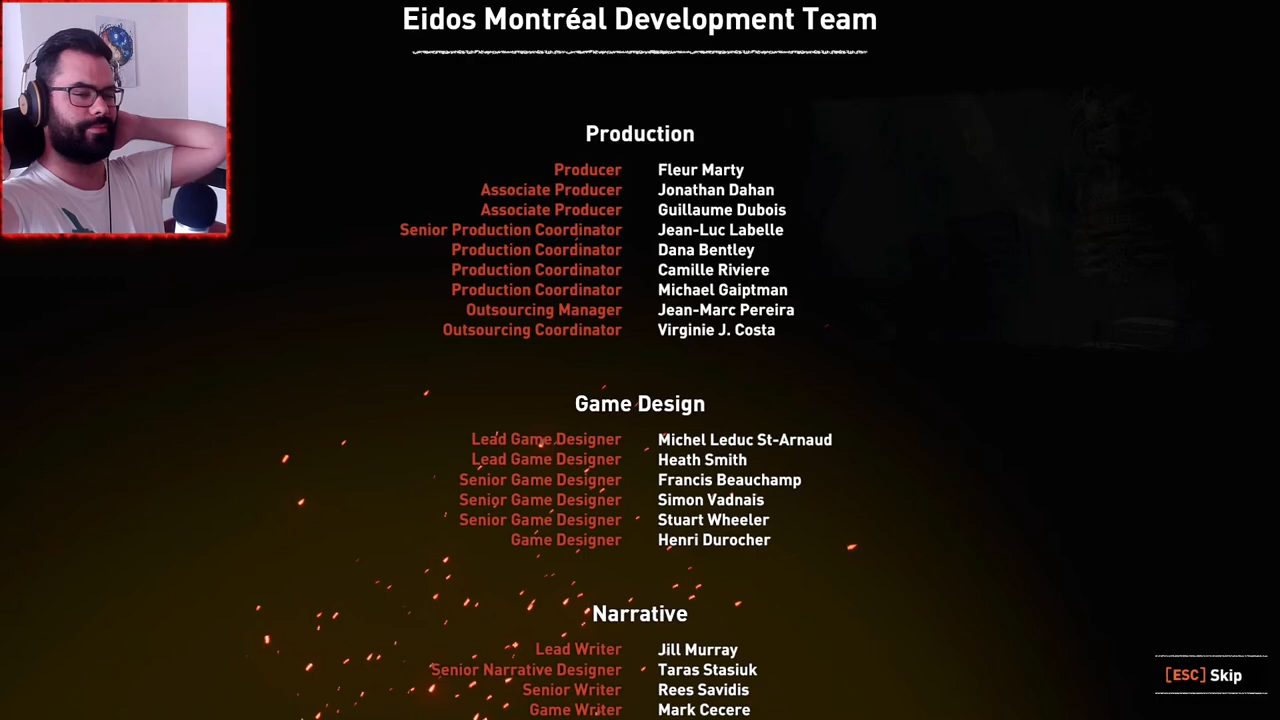 Eidos Montréal Development Team
Production
Producer Fleur Marty
Associate Producer Jonathan Dahan
Associate Producer Guillaume Dubois
Senior Production Coordinator Jean-Luc Labelle
Production Coordinator Dana Bentley
Production Coordinator Camille Riviere
Production Coordinator Michael Gaiptman
Outsourcing Manager Jean-Marc Pereira
Outsourcing Coordinator Virginie J. Costa
Game Design
Lead Game Designer Michel Leduc St-Arnaud
Lead Game Designer Heath Smith
Senior Game Designer Francis Beauchamp
Senior Game Designer Simon Vadnais
Senior Game Designer Stuart Wheeler
Game Designer Henri Durocher
Narrative
Lead Writer Jill Murray
Senior Narrative Designer Taras Stasiuk
[ESC] Skip
Senior Writer Rees Savidis
Game Writer Mark Cecere